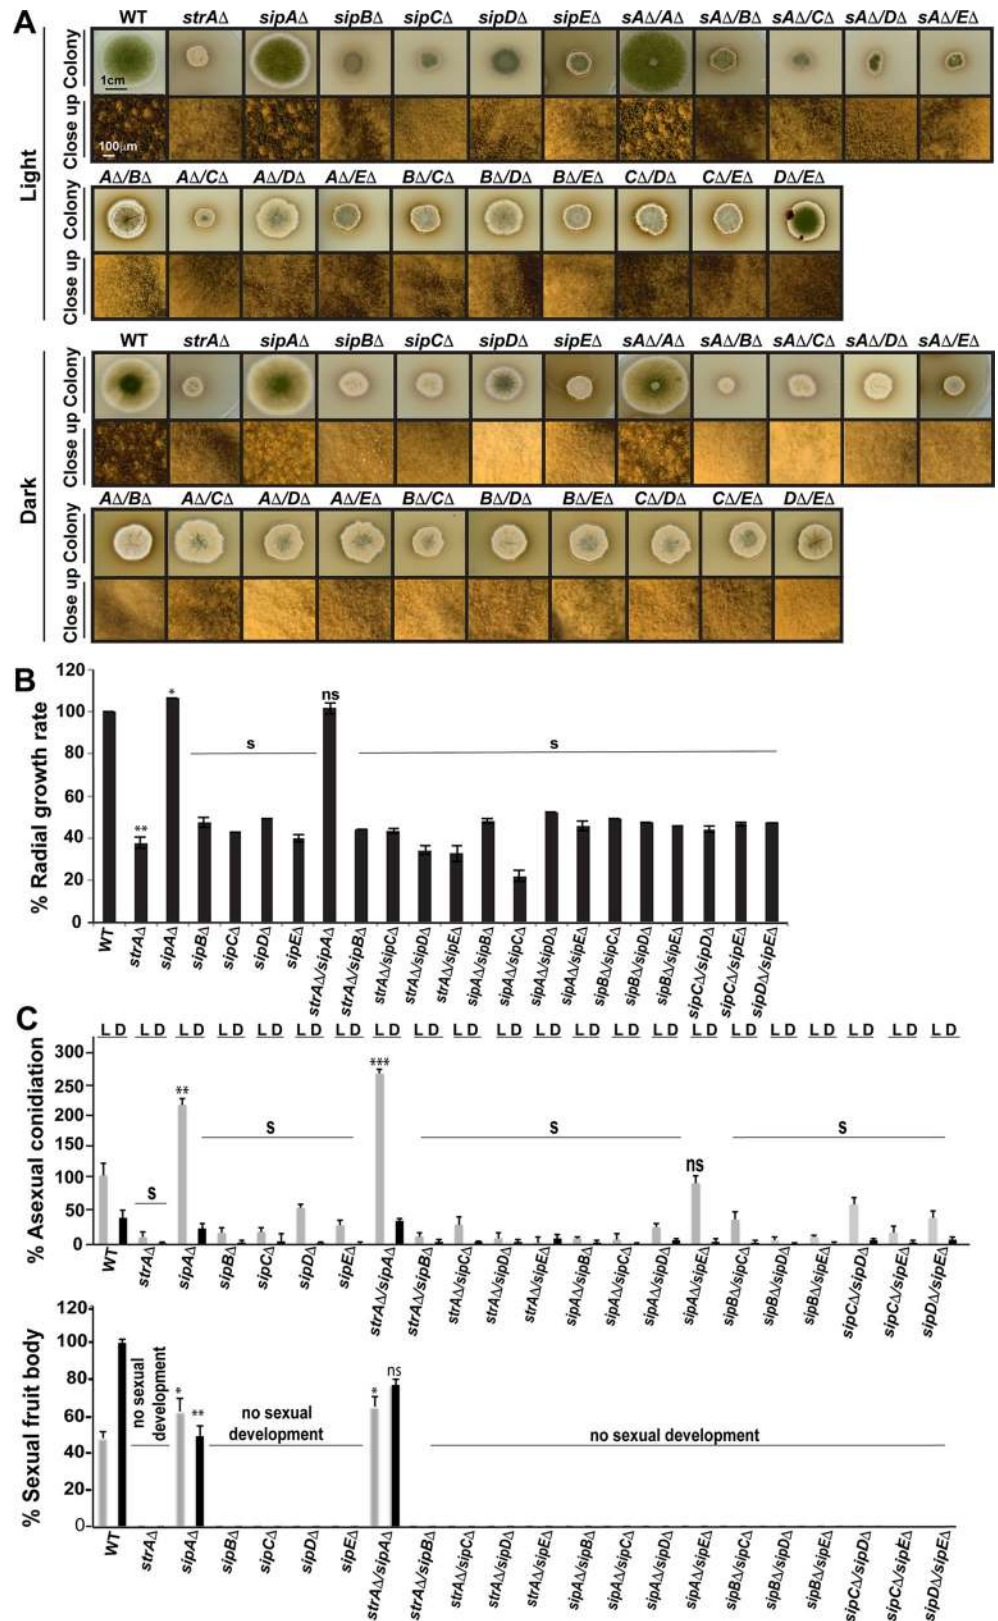 A
WT strAΔ sipAΔ sipBΔ sipCΔ sipDΔ sipEΔ sAΔ/AΔ sAΔ/BΔ sAΔ/CΔ sAΔ/DΔ sAΔ/EΔ
Light
Colony
1cm
Close up
100μm
AΔ/BΔ AΔ/CΔ AΔ/DΔ AΔ/EΔ BΔ/CΔ BΔ/DΔ BΔ/EΔ CΔ/DΔ CΔ/EΔ DΔ/EΔ
Colony
Close up
WT strAΔ sipAΔ sipBΔ sipCΔ sipDΔ sipEΔ sAΔ/AΔ sAΔ/BΔ sAΔ/CΔ sAΔ/DΔ sAΔ/EΔ
Dark
Colony
Close up
AΔ/BΔ AΔ/CΔ AΔ/DΔ AΔ/EΔ BΔ/CΔ BΔ/DΔ BΔ/EΔ CΔ/DΔ CΔ/EΔ DΔ/EΔ
Colony
Close up
B
% Radial growth rate
120
100
80
60
40
20
0
** * s ns s
WT strAΔ sipAΔ sipBΔ sipCΔ sipDΔ sipEΔ strAΔ/sipAΔ strAΔ/sipBΔ strAΔ/sipCΔ strAΔ/sipDΔ strAΔ/sipEΔ sipAΔ/sipBΔ sipAΔ/sipCΔ sipAΔ/sipDΔ sipAΔ/sipEΔ sipBΔ/sipCΔ sipBΔ/sipDΔ sipBΔ/sipEΔ sipCΔ/sipDΔ sipCΔ/sipEΔ sipDΔ/sipEΔ
C
L D L D L D L D L D L D L D L D L D L D L D L D L D L D L D L D L D L D L D L D L D L D
% Asexual conidiation
300
250
200
150
100
50
0
s ** s *** s ns s
WT strAΔ sipAΔ sipBΔ sipCΔ sipDΔ sipEΔ strAΔ/sipAΔ strAΔ/sipBΔ strAΔ/sipCΔ strAΔ/sipDΔ strAΔ/sipEΔ sipAΔ/sipBΔ sipAΔ/sipCΔ sipAΔ/sipDΔ sipAΔ/sipEΔ sipBΔ/sipCΔ sipBΔ/sipDΔ sipBΔ/sipEΔ sipCΔ/sipDΔ sipCΔ/sipEΔ sipDΔ/sipEΔ
% Sexual fruit body
120
100
80
60
40
20
0
no sexual
development
* **
no sexual
development
* ns
no sexual development
WT strAΔ sipAΔ sipBΔ sipCΔ sipDΔ sipEΔ strAΔ/sipAΔ strAΔ/sipBΔ strAΔ/sipCΔ strAΔ/sipDΔ strAΔ/sipEΔ sipAΔ/sipBΔ sipAΔ/sipCΔ sipAΔ/sipDΔ sipAΔ/sipEΔ sipBΔ/sipCΔ sipBΔ/sipDΔ sipBΔ/sipEΔ sipCΔ/sipDΔ sipCΔ/sipEΔ sipDΔ/sipEΔ